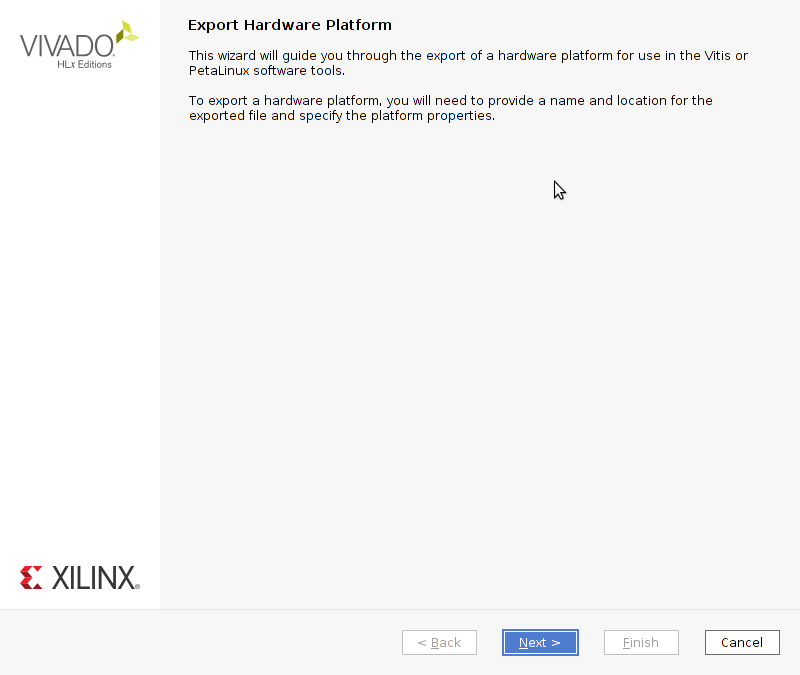 VIVADO
HLx Editions
Export Hardware Platform
This wizard will guide you through the export of a hardware platform for use in the Vitis or
PetaLinux software tools.
To export a hardware platform, you will need to provide a name and location for the
exported file and specify the platform properties.
XILINX®
< Back
Next >
Finish
Cancel